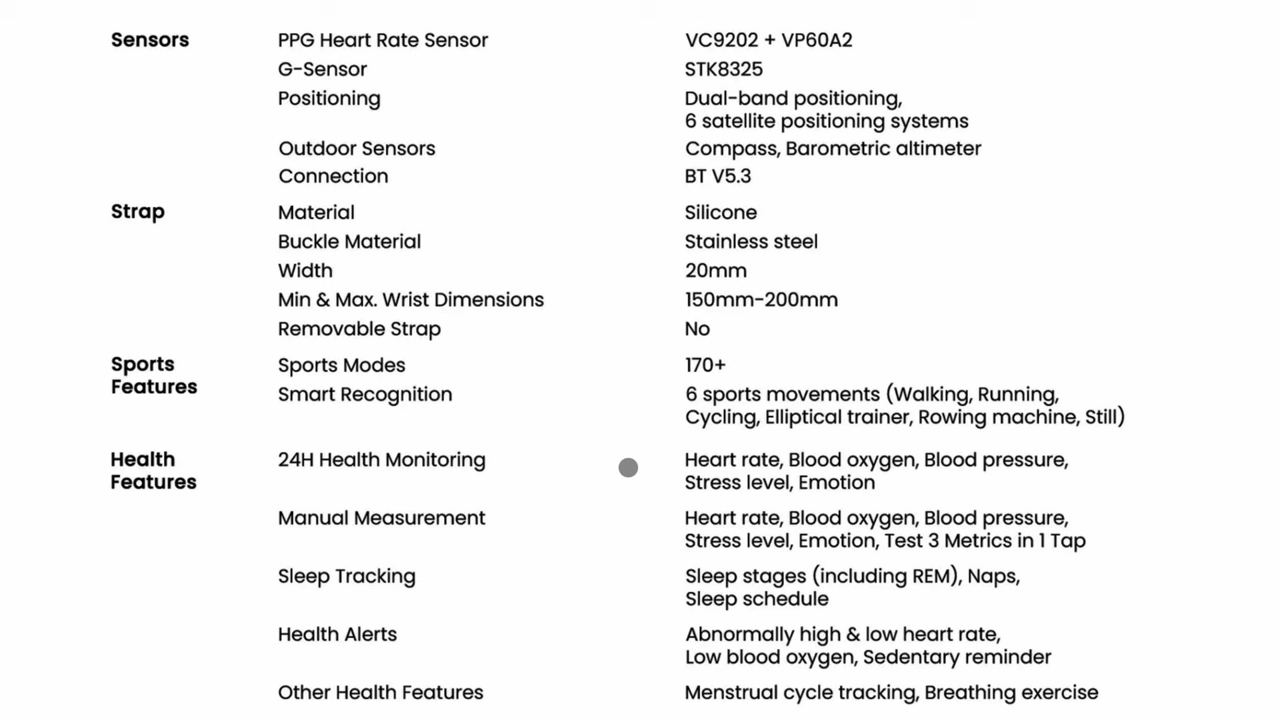 Sensors PPG Heart Rate Sensor VC9202 + VP60A2
G-Sensor STK8325
Positioning Dual-band positioning,
6 satellite positioning systems
Outdoor Sensors Compass, Barometric altimeter
Connection BT V5.3
Strap Material Silicone
Buckle Material Stainless steel
Width 20mm
Min & Max. Wrist Dimensions 150mm-200mm
Removable Strap No
Sports Sports Modes 170+
Features
Smart Recognition 6 sports movements (Walking, Running,
Cycling, Elliptical trainer, Rowing machine, Still)
Health 24H Health Monitoring Heart rate, Blood oxygen, Blood pressure,
Features Stress level, Emotion
Manual Measurement Heart rate, Blood oxygen, Blood pressure,
Stress level, Emotion, Test 3 Metrics in 1 Tap
Sleep Tracking Sleep stages (including REM), Naps,
Sleep schedule
Health Alerts Abnormally high & low heart rate,
Low blood oxygen, Sedentary reminder
Other Health Features Menstrual cycle tracking, Breathing exercise